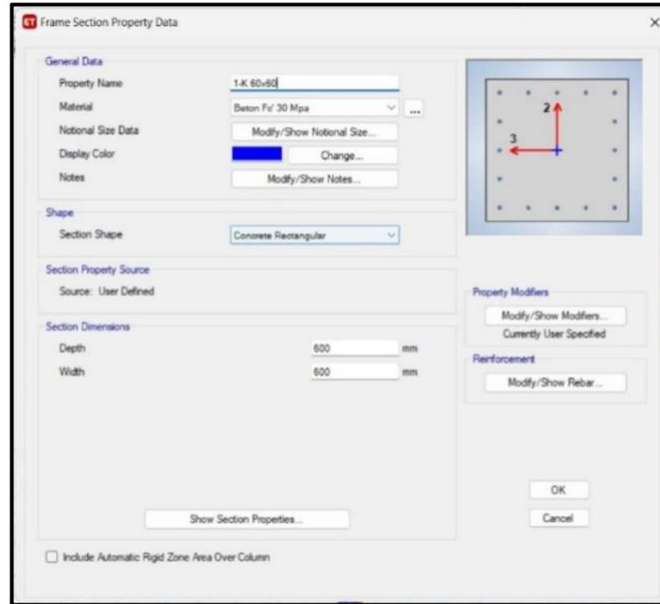 ET Frame Section Property Data
General Data
Property Name 1-K 60x60
Material Beton Fc' 30 Mpa ...
Notional Size Data Modify/Show Notional Size...
Display Color Change...
Notes Modify/Show Notes...
2
3
Shape
Section Shape Concrete Rectangular
Section Property Source
Source: User Defined
Property Modifiers
Modify/Show Modifiers...
Currently User Specified
Section Dimensions
Depth 600 mm
Width 600 mm
Reinforcement
Modify/Show Rebar...
OK
Show Section Properties... Cancel
Include Automatic Rigid Zone Area Over Column